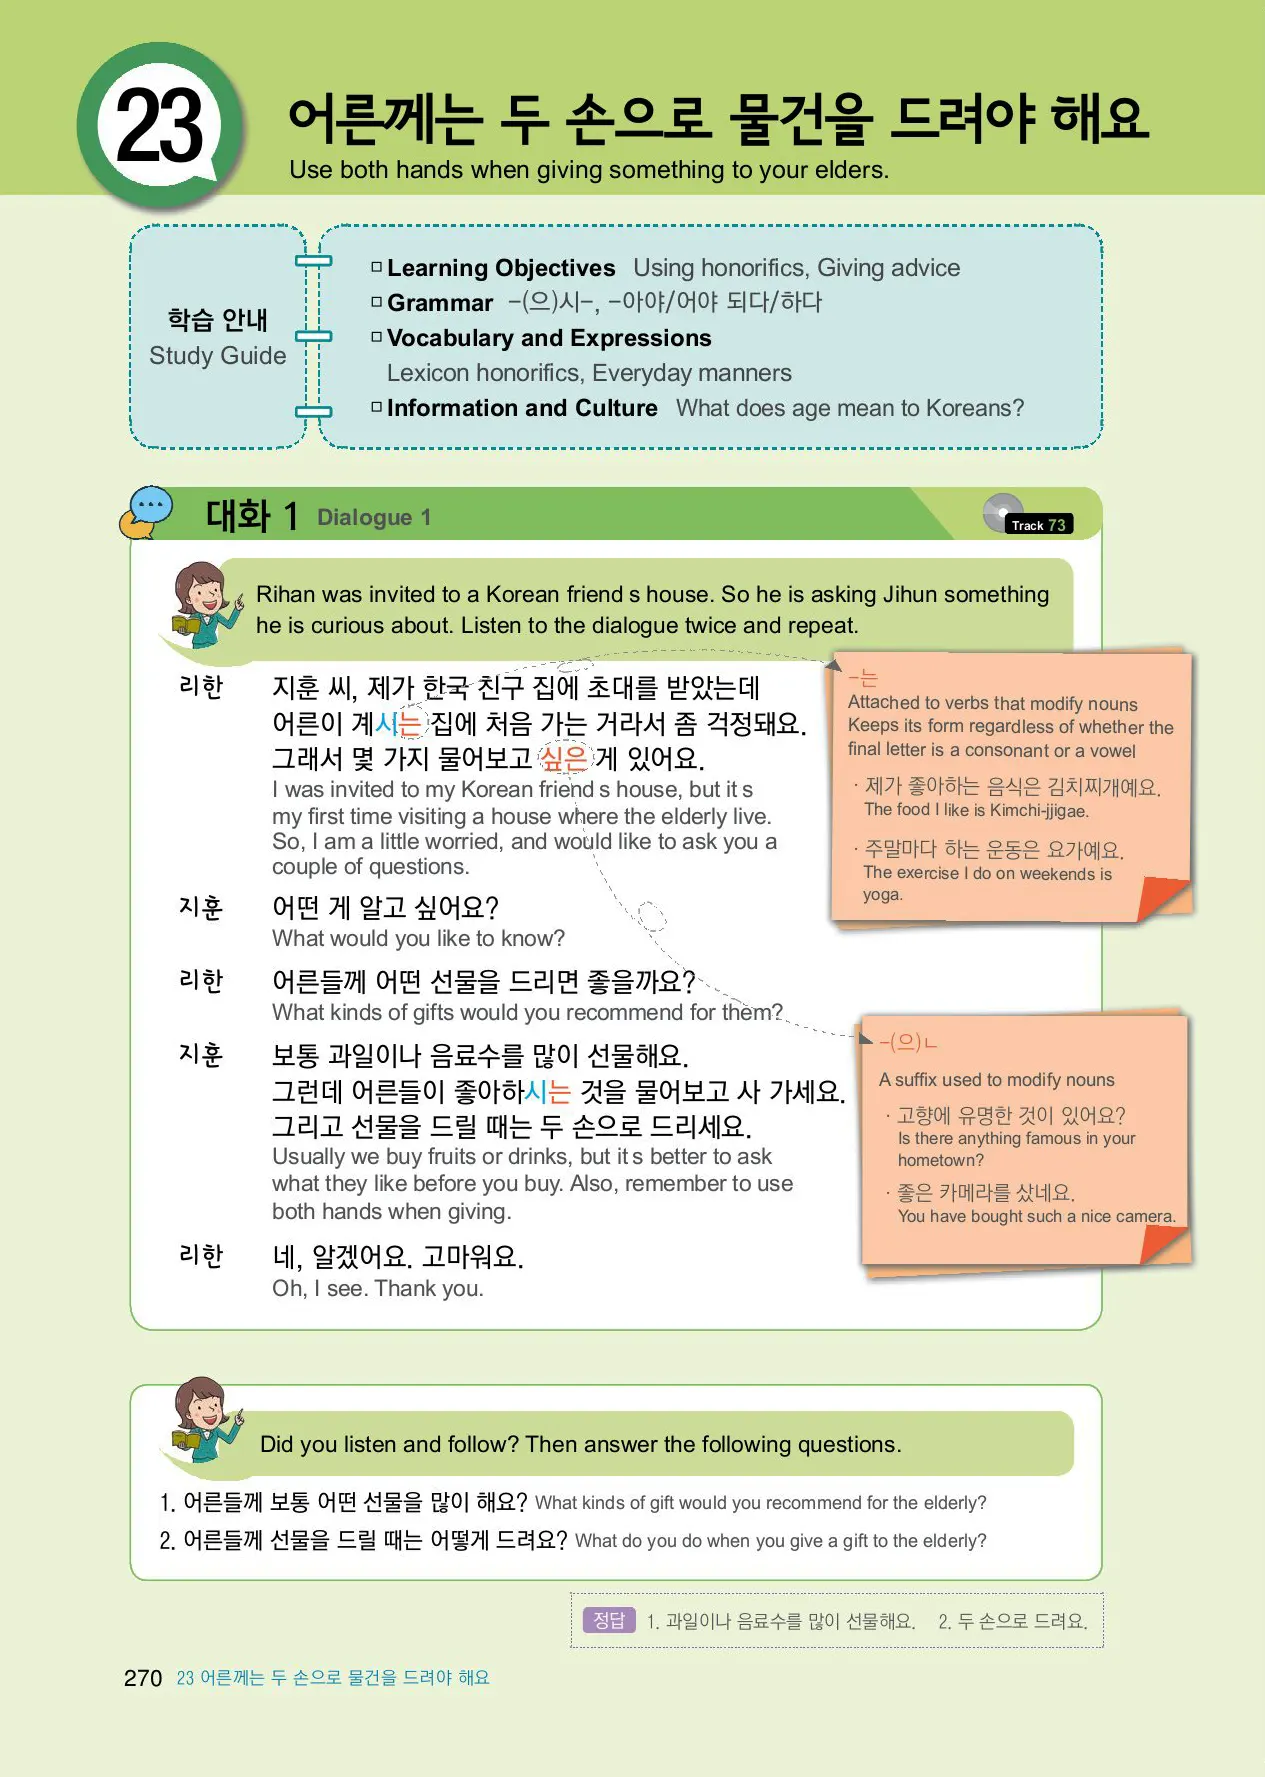 23
어른께는 두 손으로 물건을 드려야 해요
Use both hands when giving something to your elders.
학습 안내
Study Guide
Learning Objectives Using honorifics, Giving advice
Grammar -(으)시-, -아야/어야 되다/하다
Vocabulary and Expressions
Lexicon honorifics, Everyday manners
Information and Culture What does age mean to Koreans?
대화 1 Dialogue 1
Track 73
Rihan was invited to a Korean friend s house. So he is asking Jihun something
he is curious about. Listen to the dialogue twice and repeat.
리한 지훈 씨, 제가 한국 친구 집에 초대를 받았는데
어른이 계시는 집에 처음 가는 거라서 좀 걱정돼요.
그래서 몇 가지 물어보고 싶은 게 있어요.
I was invited to my Korean friend s house, but it s
my first time visiting a house where the elderly live.
So, I am a little worried, and would like to ask you a
couple of questions.
지훈 어떤 게 알고 싶어요?
What would you like to know?
리한 어른들께 어떤 선물을 드리면 좋을까요?
What kinds of gifts would you recommend for them?
지훈 보통 과일이나 음료수를 많이 선물해요.
그런데 어른들이 좋아하시는 것을 물어보고 사 가세요.
그리고 선물을 드릴 때는 두 손으로 드리세요.
Usually we buy fruits or drinks, but it s better to ask
what they like before you buy. Also, remember to use
both hands when giving.
리한 네, 알겠어요. 고마워요.
Oh, I see. Thank you.
-는
Attached to verbs that modify nouns
Keeps its form regardless of whether the
final letter is a consonant or a vowel
· 제가 좋아하는 음식은 김치찌개예요.
The food I like is Kimchi-jjigae.
· 주말마다 하는 운동은 요가예요.
The exercise I do on weekends is
yoga.
-(으)ㄴ
A suffix used to modify nouns
· 고향에 유명한 것이 있어요?
Is there anything famous in your
hometown?
· 좋은 카메라를 샀네요.
You have bought such a nice camera.
Did you listen and follow? Then answer the following questions.
1. 어른들께 보통 어떤 선물을 많이 해요? What kinds of gift would you recommend for the elderly?
2. 어른들께 선물을 드릴 때는 어떻게 드려요? What do you do when you give a gift to the elderly?
정답 1. 과일이나 음료수를 많이 선물해요. 2. 두 손으로 드려요.
270 23 어른께는 두 손으로 물건을 드려야 해요